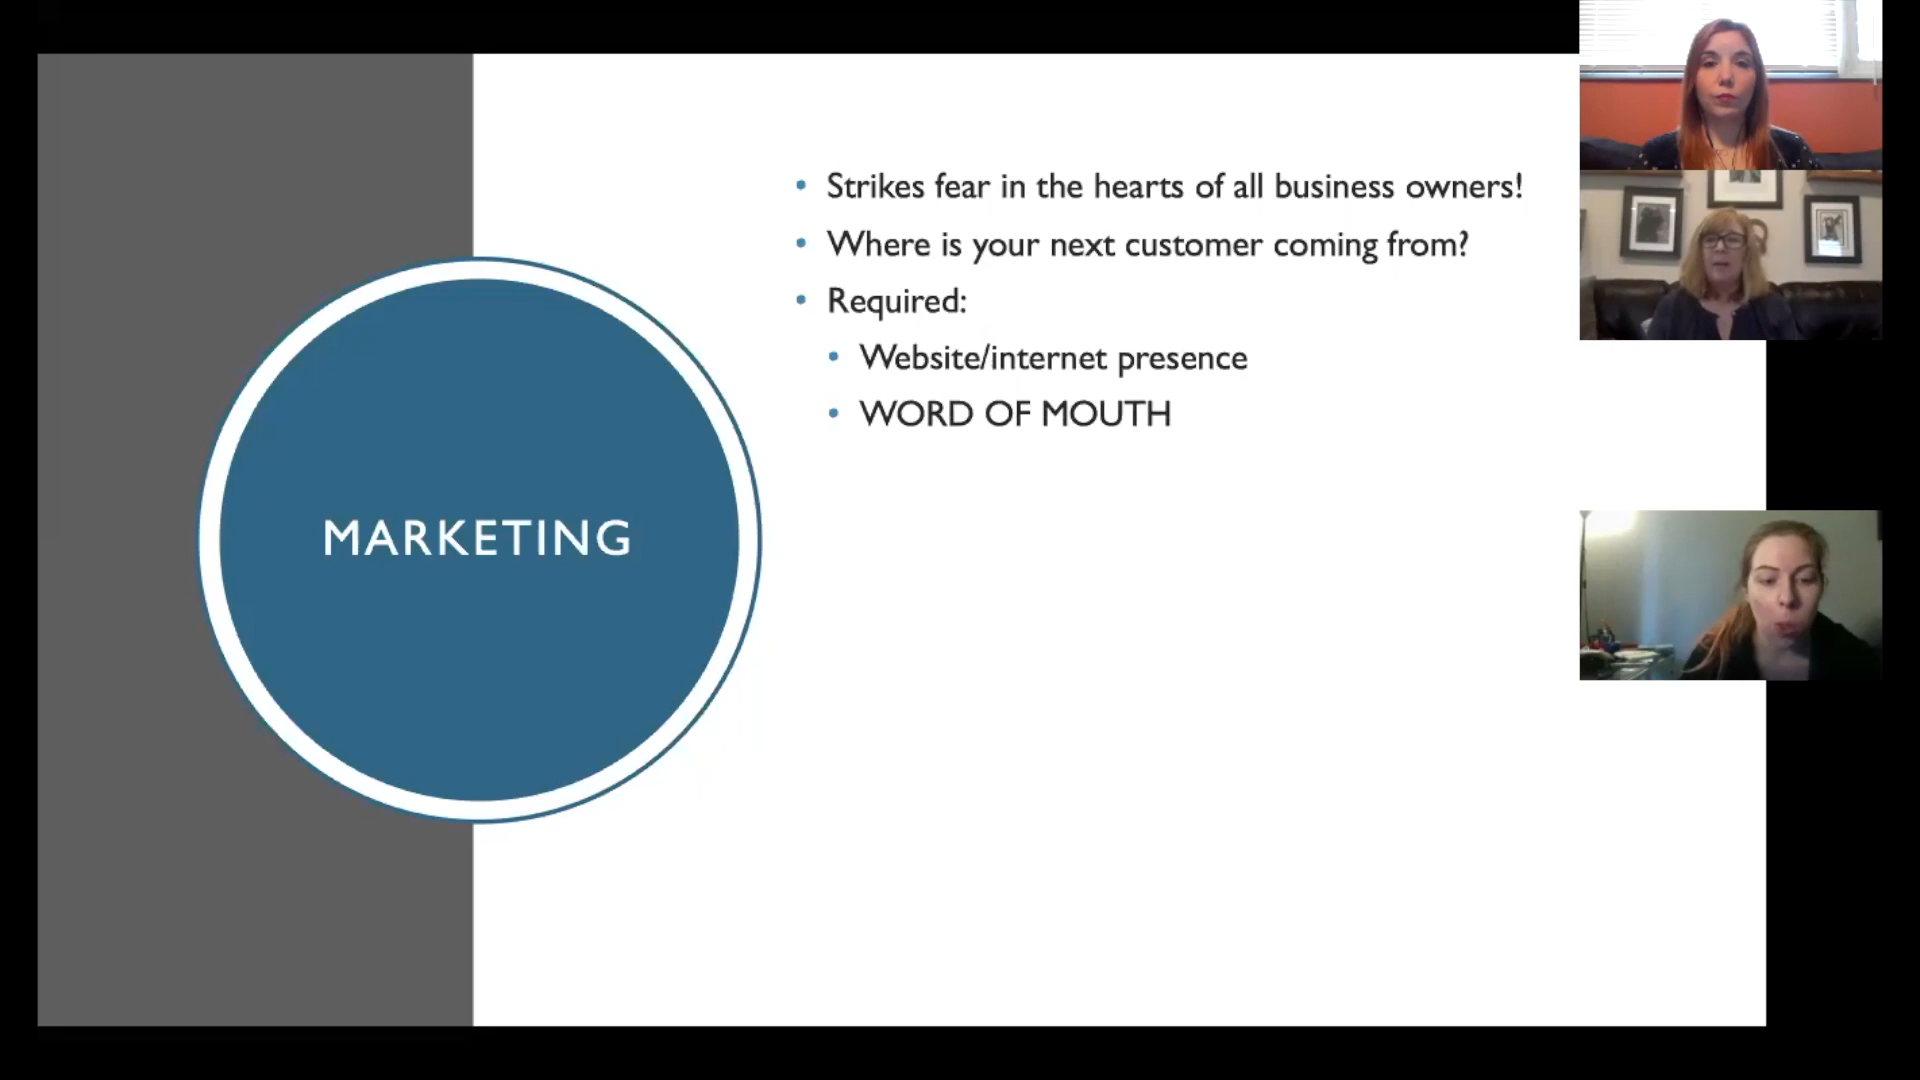 MARKETING
Strikes fear in the hearts of all business owners!
Where is your next customer coming from?
Required:
Website/internet presence
WORD OF MOUTH